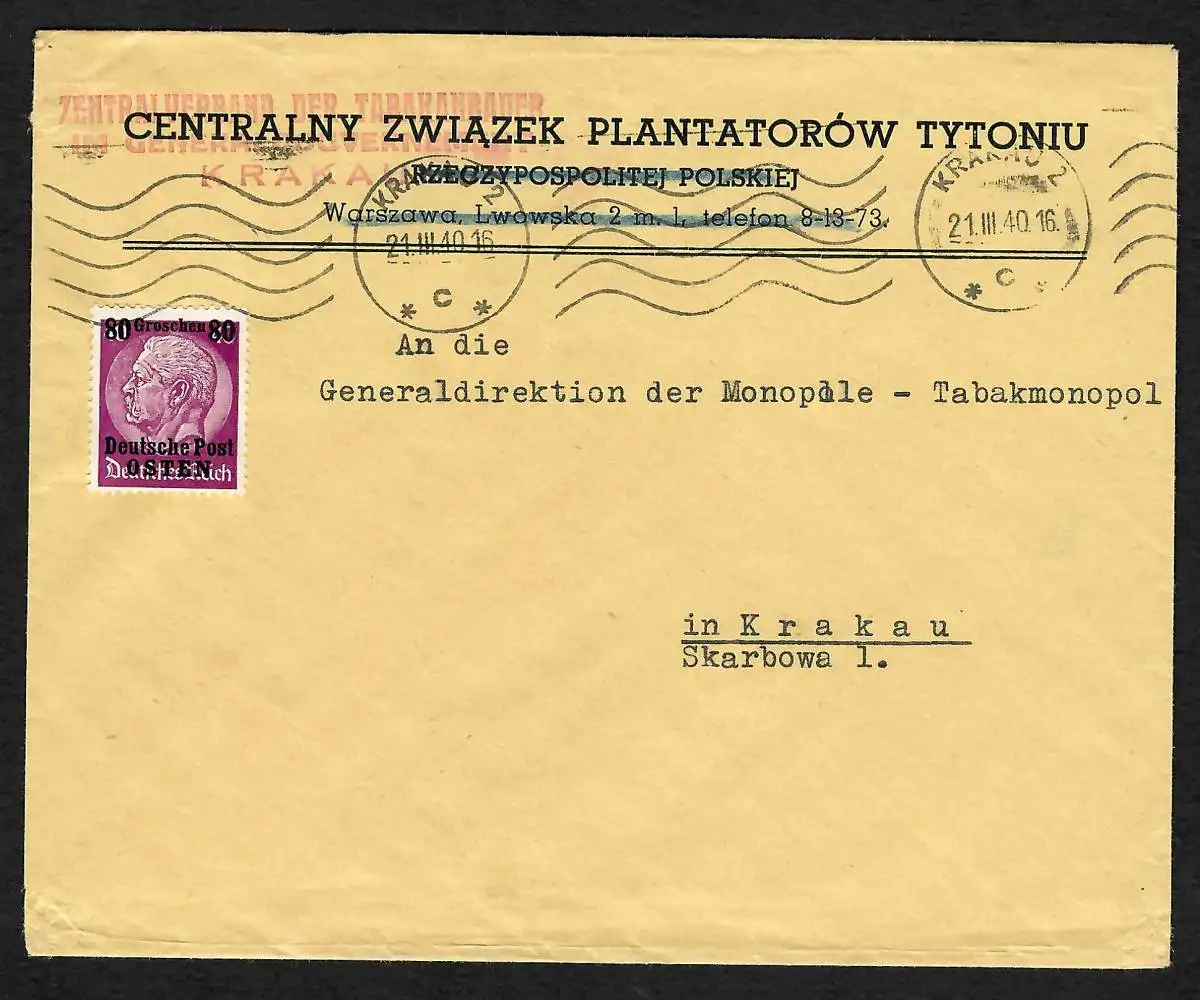 ZENTRALVERBAND DER TABAKANBAUER
CENTRALNY ZWIĄZEK PLANTATORÓW TYTONIU
IM GENERALGOUVERNEMENT
KRAKAU
RZECZYPOSPOLITEJ POLSKIEJ
Warszawa, Lwowska 2 m. 1, telefon 8-13-73.
KRAKAU 2
21.III.40.16
* C *
KRAKAU 2
21.III.40.16.
* C *
80 Groschen 80
Deutsche Post
OSTEN
Deutsches Reich
An die
Generaldirektion der Monopole - Tabakmonopol
in Krakau
Skarbowa 1.